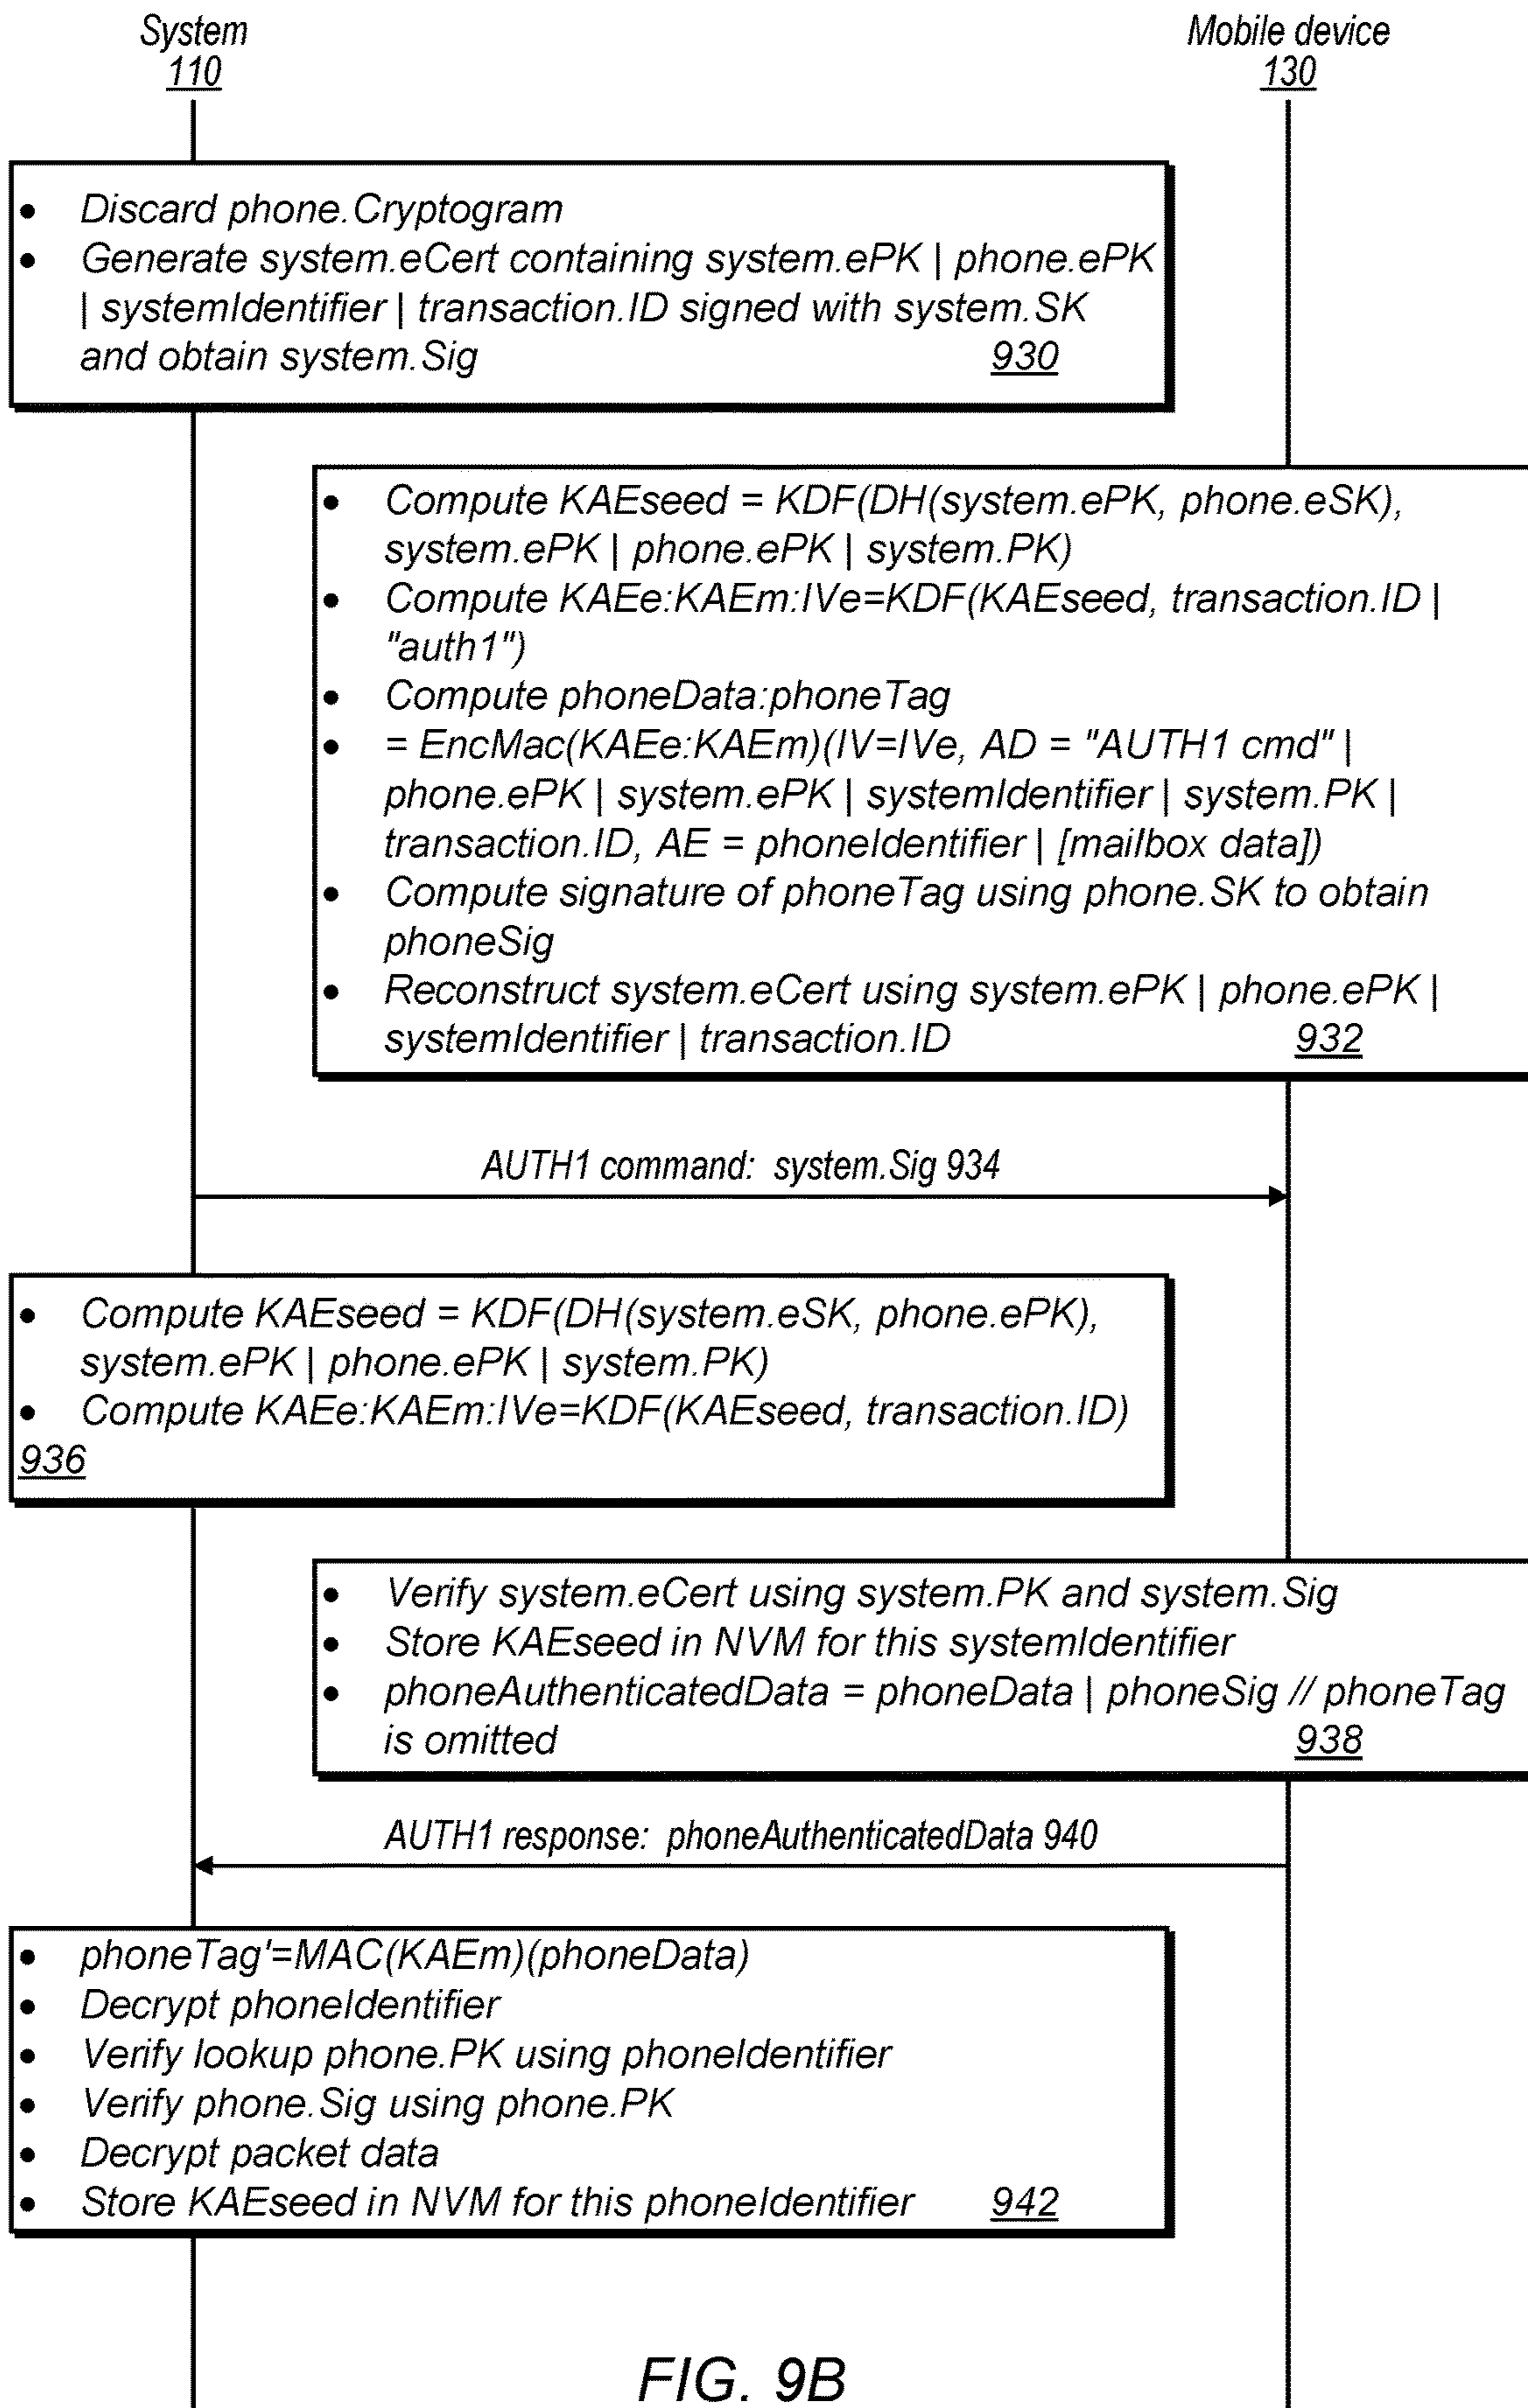 System
110
Mobile device
130
• Discard phone.Cryptogram
• Generate system.eCert containing system.ePK | phone.ePK
| systemIdentifier | transaction.ID signed with system.SK
and obtain system.Sig 930
• Compute KAEseed = KDF(DH(system.ePK, phone.eSK),
system.ePK | phone.ePK | system.PK)
• Compute KAEe:KAEm:IVe=KDF(KAEseed, transaction.ID |
"auth1")
• Compute phoneData:phoneTag
• = EncMac(KAEe:KAEm)(IV=IVe, AD = "AUTH1 cmd" |
phone.ePK | system.ePK | systemIdentifier | system.PK |
transaction.ID, AE = phoneIdentifier | [mailbox data])
• Compute signature of phoneTag using phone.SK to obtain
phoneSig
• Reconstruct system.eCert using system.ePK | phone.ePK |
systemIdentifier | transaction.ID 932
AUTH1 command: system.Sig 934
• Compute KAEseed = KDF(DH(system.eSK, phone.ePK),
system.ePK | phone.ePK | system.PK)
• Compute KAEe:KAEm:IVe=KDF(KAEseed, transaction.ID)
936
• Verify system.eCert using system.PK and system.Sig
• Store KAEseed in NVM for this systemIdentifier
• phoneAuthenticatedData = phoneData | phoneSig // phoneTag
is omitted 938
AUTH1 response: phoneAuthenticatedData 940
• phoneTag'=MAC(KAEm)(phoneData)
• Decrypt phoneIdentifier
• Verify lookup phone.PK using phoneIdentifier
• Verify phone.Sig using phone.PK
• Decrypt packet data
• Store KAEseed in NVM for this phoneIdentifier 942
FIG. 9B